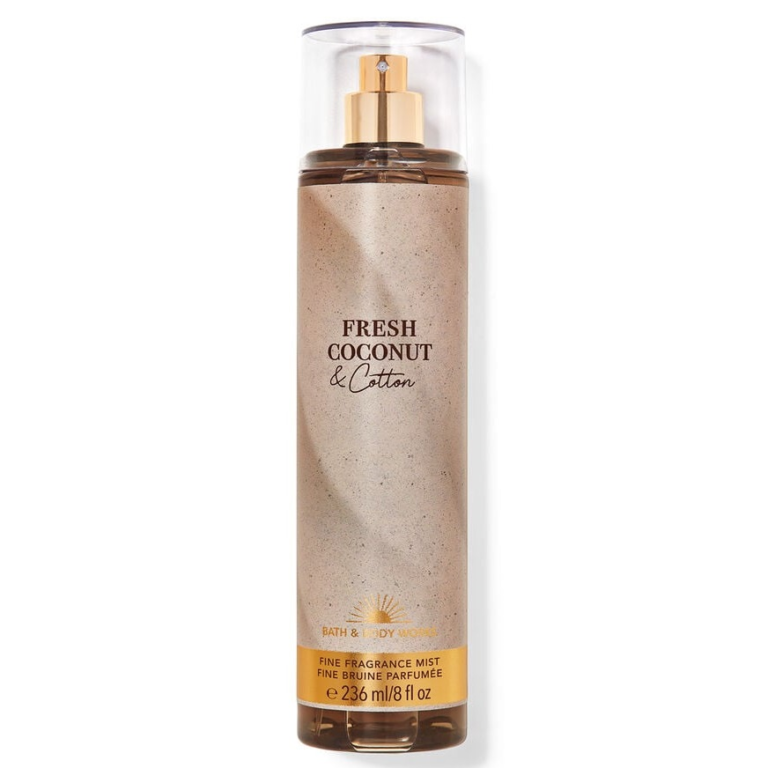 FRESH
COCONUT
& Cotton
BATH & BODY WORKS
FINE FRAGRANCE MIST
FINE BRUINE PARFUMÉE
℮ 236 ml/8 fl oz